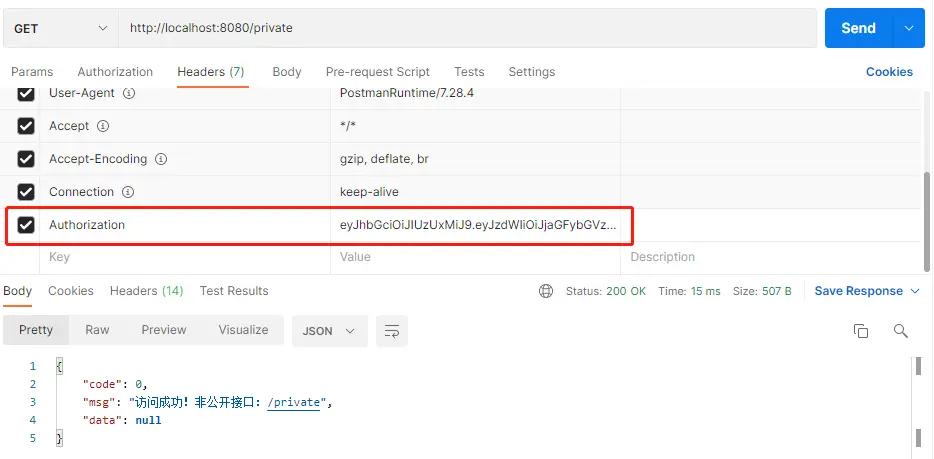 GET http://localhost:8080/private Send
Params Authorization Headers (7) Body Pre-request Script Tests Settings Cookies
User-Agent PostmanRuntime/7.28.4
Accept */*
Accept-Encoding gzip, deflate, br
Connection keep-alive
Authorization eyJhbGciOiJIUzUxMiJ9.eyJzdWIiOiJjaGFybGVz...
Key Value Description
Body Cookies Headers (14) Test Results Status: 200 OK Time: 15 ms Size: 507 B Save Response
Pretty Raw Preview Visualize JSON
1 {
2 "code": 0,
3 "msg": "访问成功！非公开接口：/private",
4 "data": null
5 }